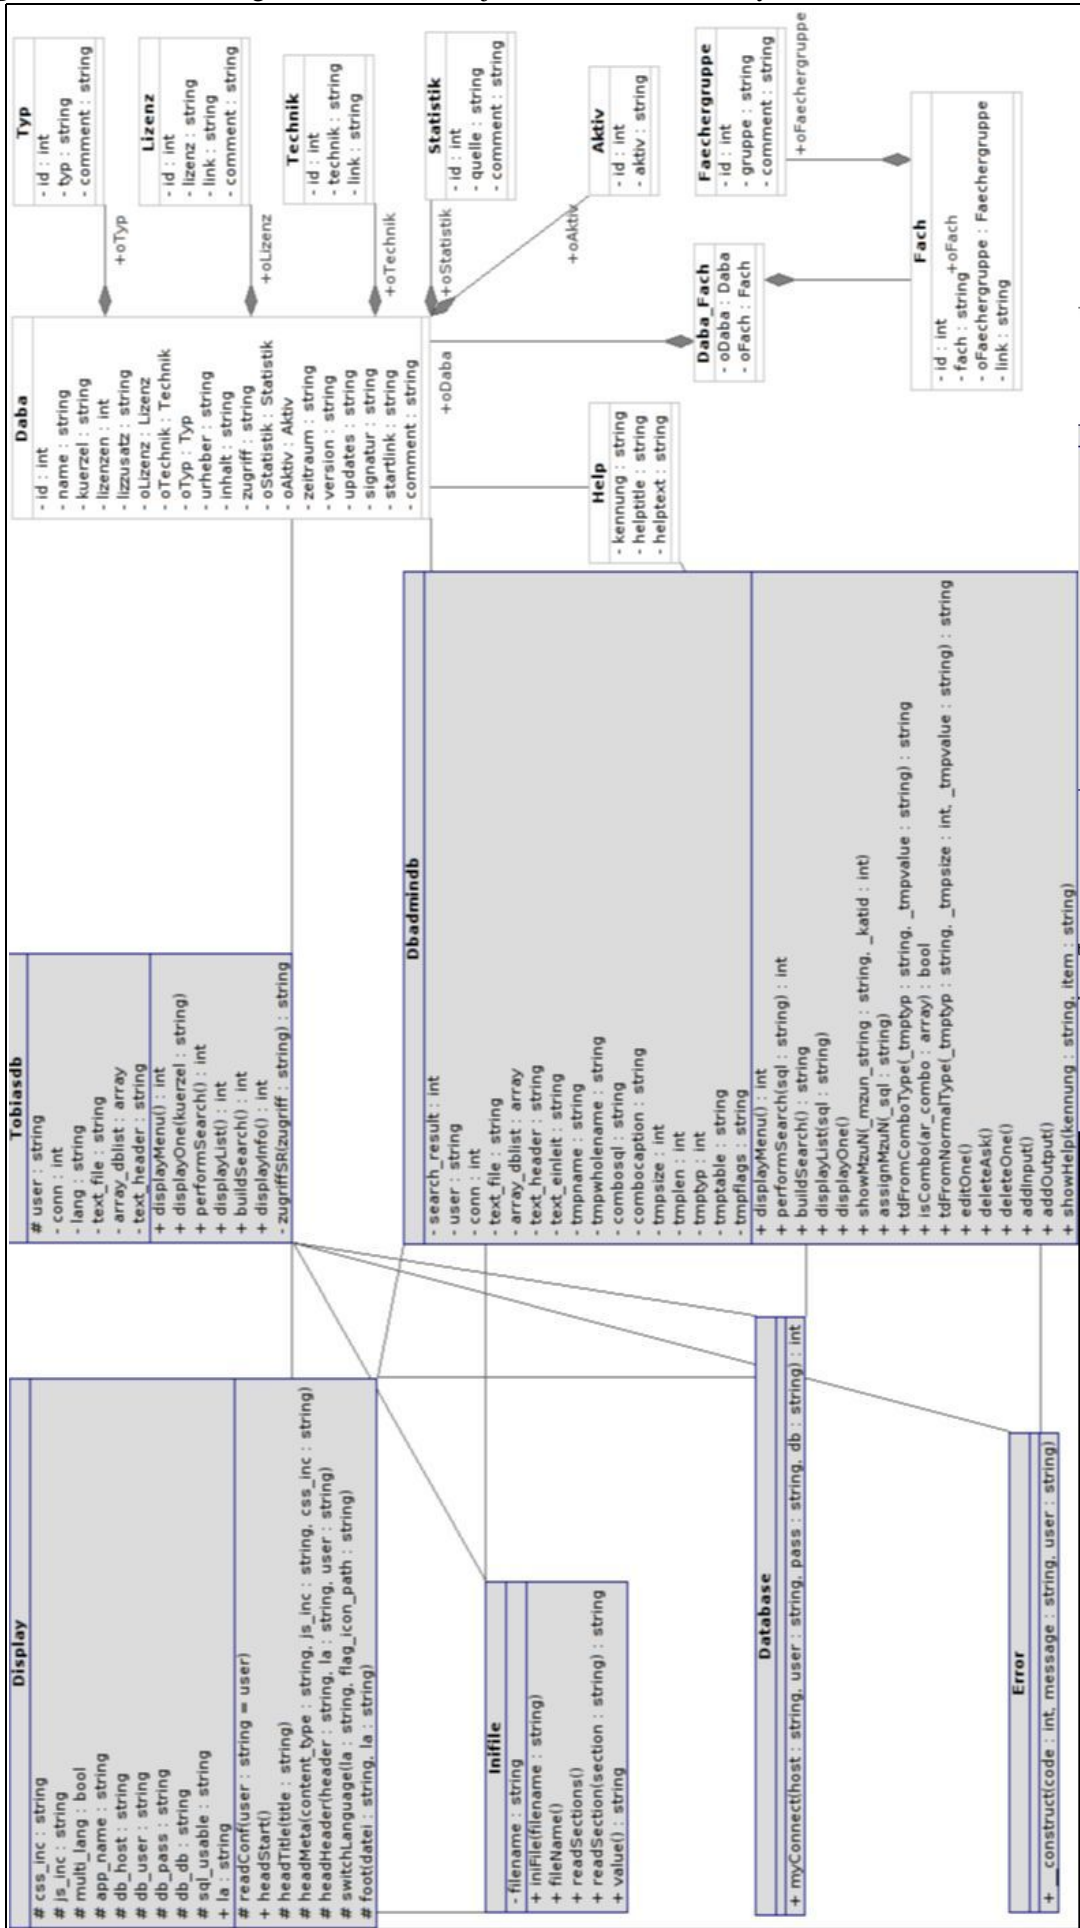 Display
# css_inc : string
# js_inc : string
# multi_lang : bool
# app_name : string
# db_host : string
# db_user : string
# db_pass : string
# db_db : string
# sql_usable : string
+ la : string
# readConf(user : string = user)
+ headStart()
# headTitle(title : string)
# headMeta(content_type : string, js_inc : string, css_inc : string)
# headHeader(header : string, la : string, user : string)
# switchLanguage(la : string, flag_icon_path : string)
# foot(datei : string, la : string)
Inifile
- filename : string
+ iniFile(filename : string)
+ fileName()
+ readSections()
+ readSection(section : string) : string
+ value() : string
Database
+ myConnect(host : string, user : string, pass : string, db : string) : int
Error
+ __construct(code : int, message : string, user : string)
Tobiasdb
# user : string
- conn : int
- lang : string
- text_file : string
- array_dblist : array
- text_header : string
+ displayMenu() : int
+ displayOne(kuerzel : string)
+ performSearch() : int
+ displayList() : int
+ buildSearch() : int
+ displayInfo() : int
- zugriffSR(zugriff : string) : string
Dbadmindb
- search_result : int
- user : string
- conn : int
- text_file : string
- array_dblist : array
- text_header : string
- text_einleit : string
- tmpname : string
- tmpwholename : string
- combosql : string
- combocaption : string
- tmpsize : int
- tmplen : int
- tmptyp : int
- tmptable : string
- tmpflags : string
+ displayMenu() : int
+ performSearch(sql : string) : int
+ buildSearch() : int
+ displayList(sql : string)
+ displayOne()
+ showMzuN(_mzun_string : string, _katid : int)
+ assignMzuN(_sql : string)
+ tdFromComboType(_tmptyp : string, _tmpvalue : string) : string
+ isCombo(ar_combo : array) : bool
+ tdFromNormalType(_tmptyp : string, _tmpsize : int, _tmpvalue : string) : string
+ editOne()
+ deleteAsk()
+ deleteOne()
+ addInput()
+ addOutput()
+ showHelp(kennung : string, item : string)
Daba
- id : int
- name : string
- kuerzel : string
- lizenzen : int
- lizzusatz : string
- oLizenz : Lizenz
- oTechnik : Technik
- oTyp : Typ
- urheber : string
- inhalt : string
- zugriff : string
- oStatistik : Statistik
- oAktiv : Aktiv
- zeitraum : string
- version : string
- updates : string
- signatur : string
- startlink : string
- comment : string
Help
- kennung : string
- helptitle : string
- helptext : string
+oDaba
Daba_Fach
- oDaba : Daba
- oFach : Fach
Fach
- id : int
- fach : string
+oFach
- oFaechergruppe : Faechergruppe
- link : string
+oTyp
+oLizenz
+oTechnik
+oStatistik
+oAktiv
+oFaechergruppe
Typ
- id : int
- typ : string
- comment : string
Lizenz
- id : int
- lizenz : string
- link : string
- comment : string
Technik
- id : int
- technik : string
- link : string
Statistik
- id : int
- quelle : string
- comment : string
Aktiv
- id : int
- aktiv : string
Faechergruppe
- id : int
- gruppe : string
- comment : string